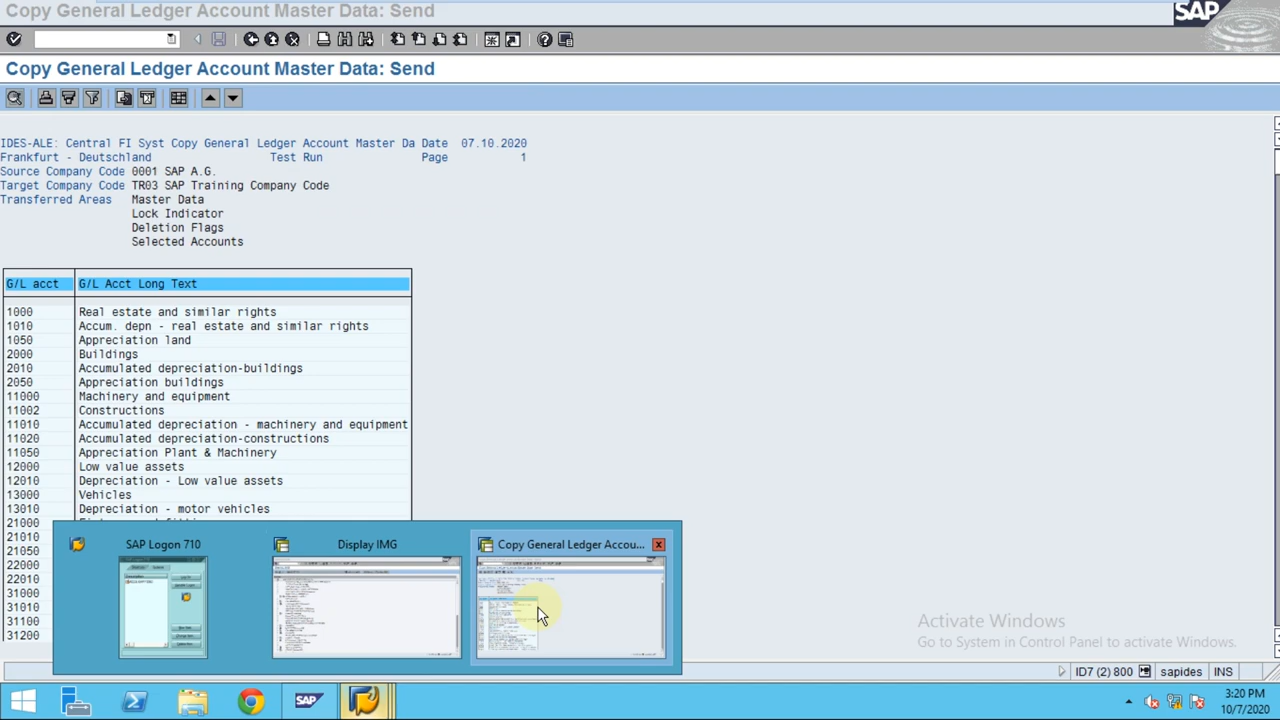 Copy General Ledger Account Master Data: Send
SAP
Copy General Ledger Account Master Data: Send
IDES-ALE: Central FI Syst Copy General Ledger Account Master Da Date 07.10.2020
Frankfurt - Deutschland Test Run Page 1
Source Company Code 0001 SAP A.G.
Target Company Code TR03 SAP Training Company Code
Transferred Areas Master Data
Lock Indicator
Deletion Flags
Selected Accounts
G/L acct G/L Acct Long Text
1000 Real estate and similar rights
1010 Accum. depn - real estate and similar rights
1050 Appreciation land
2000 Buildings
2010 Accumulated depreciation-buildings
2050 Appreciation buildings
11000 Machinery and equipment
11002 Constructions
11010 Accumulated depreciation - machinery and equipment
11020 Accumulated depreciation-constructions
11050 Appreciation Plant & Machinery
12000 Low value assets
12010 Depreciation - Low value assets
13000 Vehicles
13010 Depreciation - motor vehicles
21000
21010
21050
22000
22010
31000
31010
31100
31200
SAP Logon 710
Display IMG
Copy General Ledger Accou...
Activate Windows
Go to System in Control Panel to activate Windows.
ID7 (2) 800 sapides INS
SAP
3:20 PM
10/7/2020